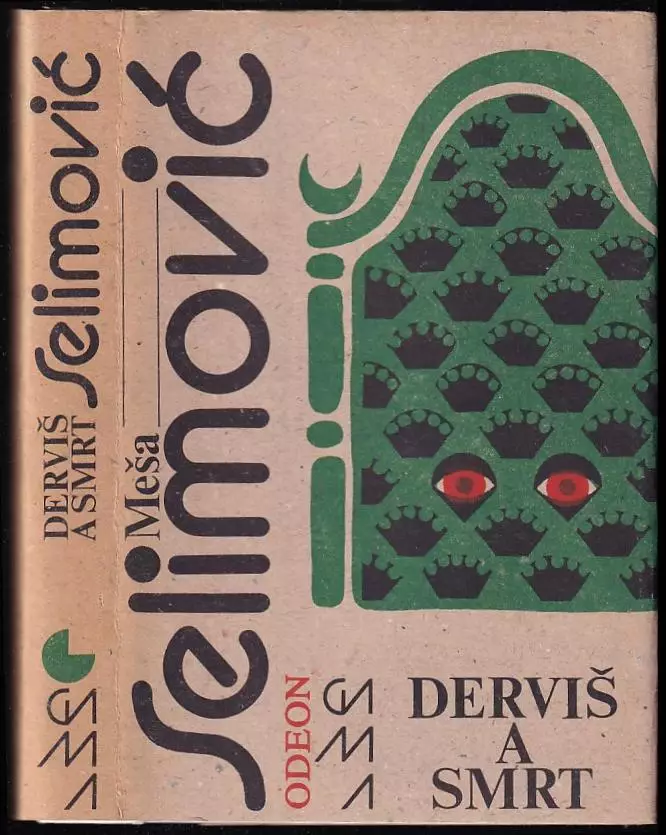 Selimović
DERVIŠ
A SMRT
Meša
Selimović
ODEON
DERVIŠ
A
SMRT